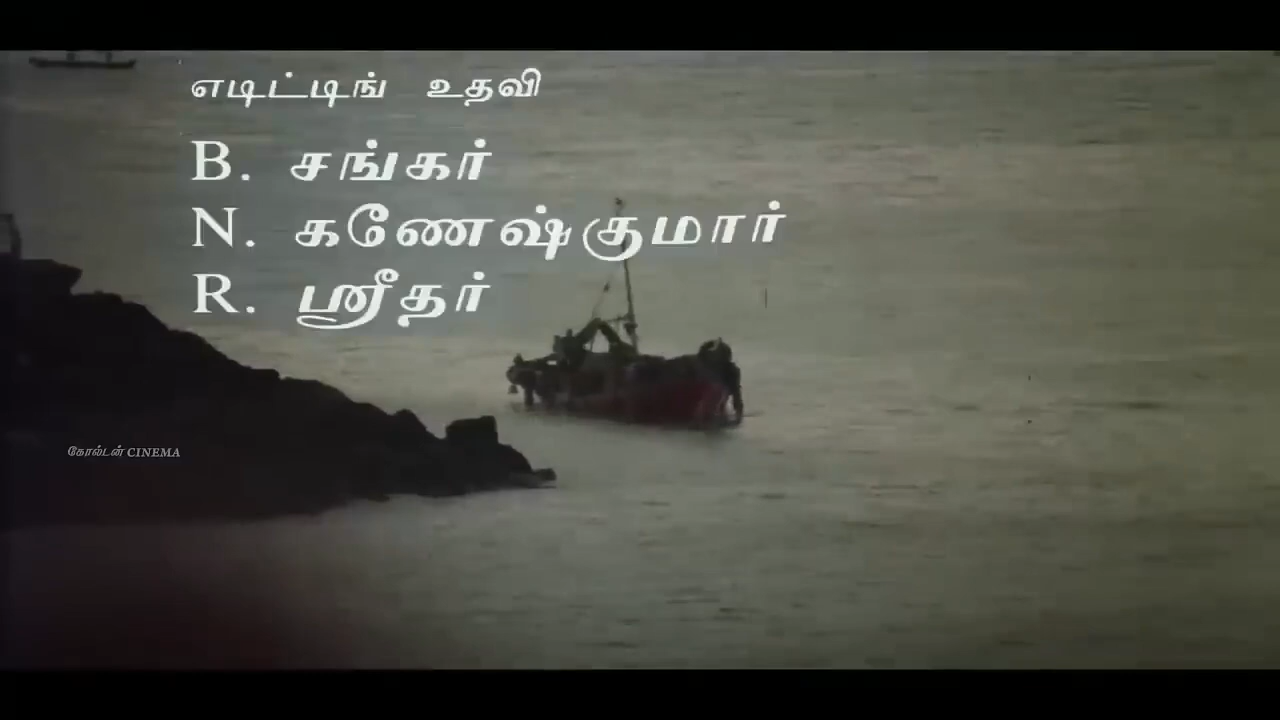 எடிட்டிங் உதவி
B. சங்கர்
N. கணேஷ்குமார்
R. ஸ்ரீதர்
கோல்டன் CINEMA